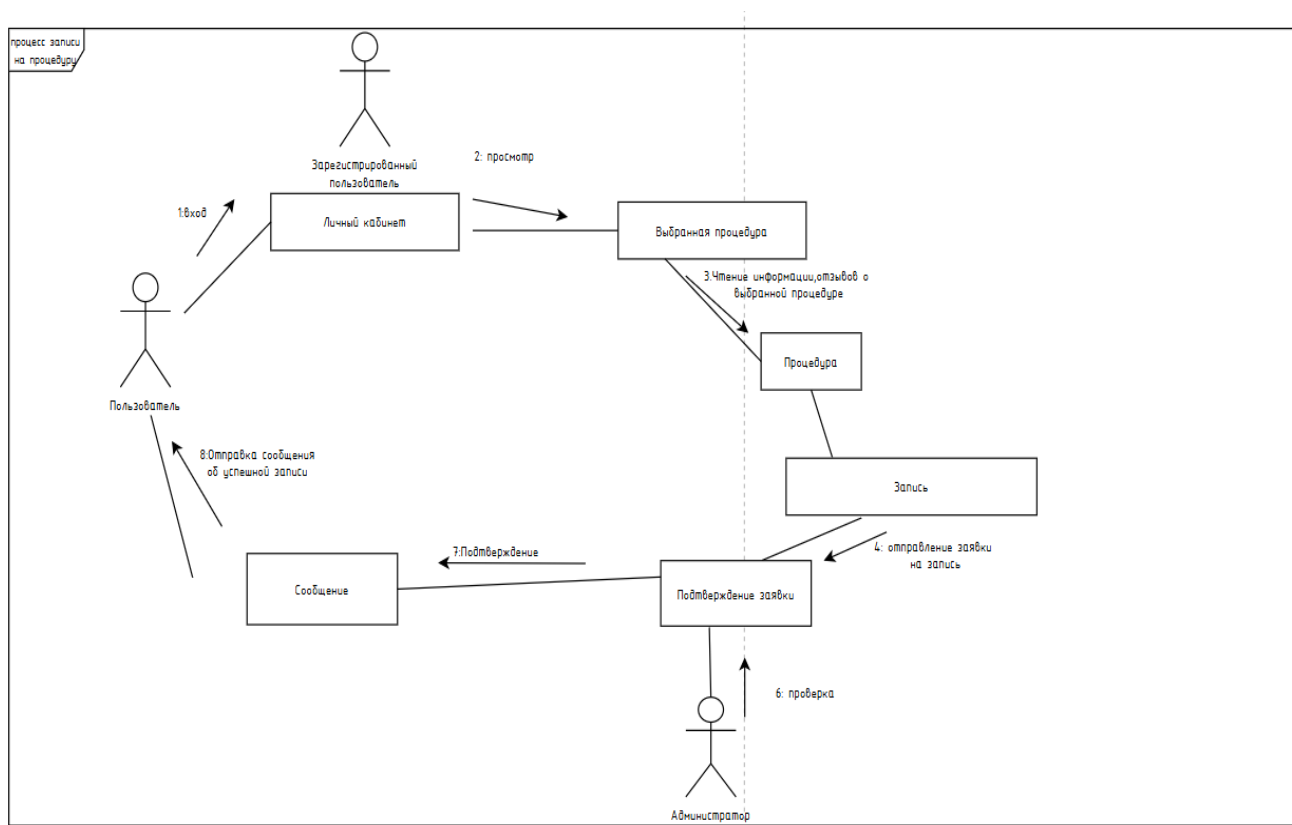 процесс записи
на процедуру
Зарегистрированный
пользователь
2: просмотр
1:вход
Личный кабинет
Выбранная процедура
3.Чтение информации,отзывов о
выбранной процедуре
Процедура
Пользователь
8:Отправка сообщения
об успешной записи
Запись
7:Подтверждение
4: отправление заявки
на запись
Сообщение
Подтверждение заявки
6: проверка
Администратор